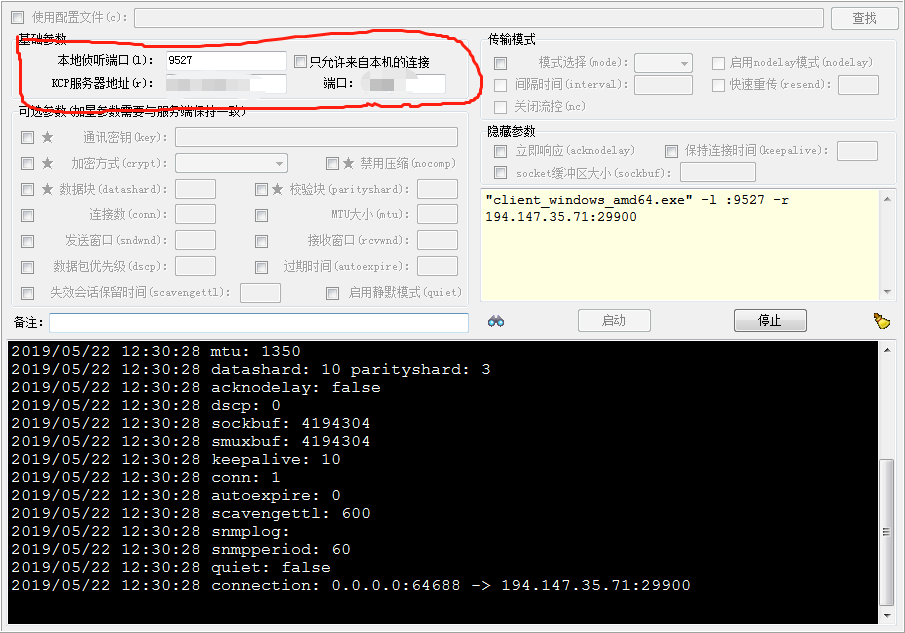 使用配置文件(c):
查找
基础参数
本地侦听端口(l): 9527
只允许来自本机的连接
KCP服务器地址(r):
端口:
可选参数(加星参数需要与服务端保持一致)
★ 通讯密钥(key):
★ 加密方式(crypt):
★ 禁用压缩(nocomp)
★ 数据块(datashard):
★ 校验块(parityshard):
连接数(conn):
MTU大小(mtu):
发送窗口(sndwnd):
接收窗口(rcvwnd):
数据包优先级(dscp):
过期时间(autoexpire):
失效会话保留时间(scavengettl):
启用静默模式(quiet)
备注:
传输模式
模式选择(mode):
启用nodelay模式(nodelay)
间隔时间(interval):
快速重传(resend):
关闭流控(nc)
隐藏参数
立即响应(acknodelay)
保持连接时间(keepalive):
socket缓冲区大小(sockbuf):
"client_windows_amd64.exe" -l :9527 -r
194.147.35.71:29900
启动
停止
2019/05/22 12:30:28 mtu: 1350
2019/05/22 12:30:28 datashard: 10 parityshard: 3
2019/05/22 12:30:28 acknodelay: false
2019/05/22 12:30:28 dscp: 0
2019/05/22 12:30:28 sockbuf: 4194304
2019/05/22 12:30:28 smuxbuf: 4194304
2019/05/22 12:30:28 keepalive: 10
2019/05/22 12:30:28 conn: 1
2019/05/22 12:30:28 autoexpire: 0
2019/05/22 12:30:28 scavengettl: 600
2019/05/22 12:30:28 snmplog:
2019/05/22 12:30:28 snmpperiod: 60
2019/05/22 12:30:28 quiet: false
2019/05/22 12:30:28 connection: 0.0.0.0:64688 -> 194.147.35.71:29900